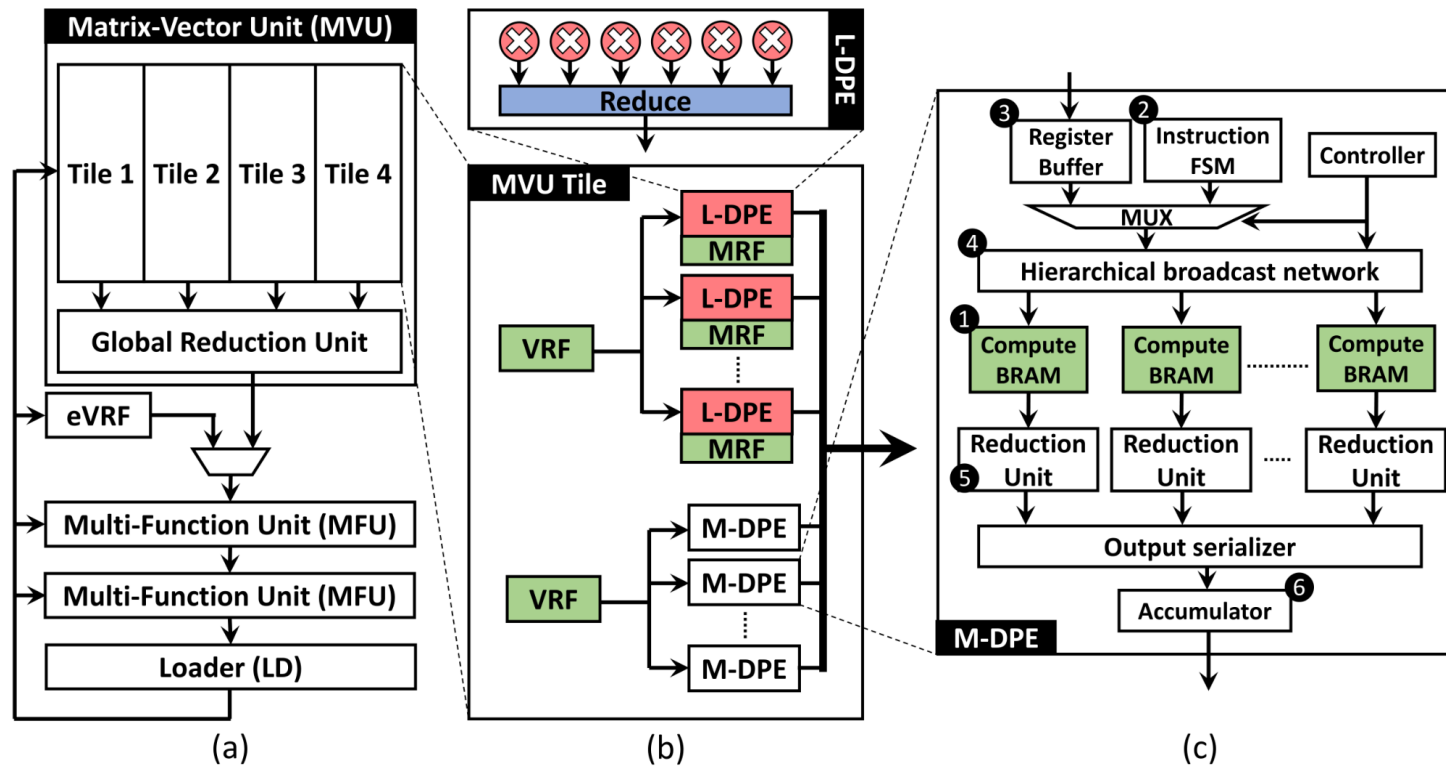 Matrix-Vector Unit (MVU)
Tile 1
Tile 2
Tile 3
Tile 4
Global Reduction Unit
eVRF
Multi-Function Unit (MFU)
Multi-Function Unit (MFU)
Loader (LD)
(a)
L-DPE
Reduce
MVU Tile
L-DPE
MRF
L-DPE
MRF
VRF
L-DPE
MRF
M-DPE
M-DPE
VRF
M-DPE
(b)
3
Register
Buffer
2
Instruction
FSM
Controller
MUX
4
Hierarchical broadcast network
1
Compute
BRAM
Compute
BRAM
Compute
BRAM
Reduction
Unit
Reduction
Unit
Reduction
Unit
5
Output serializer
6
Accumulator
M-DPE
(c)